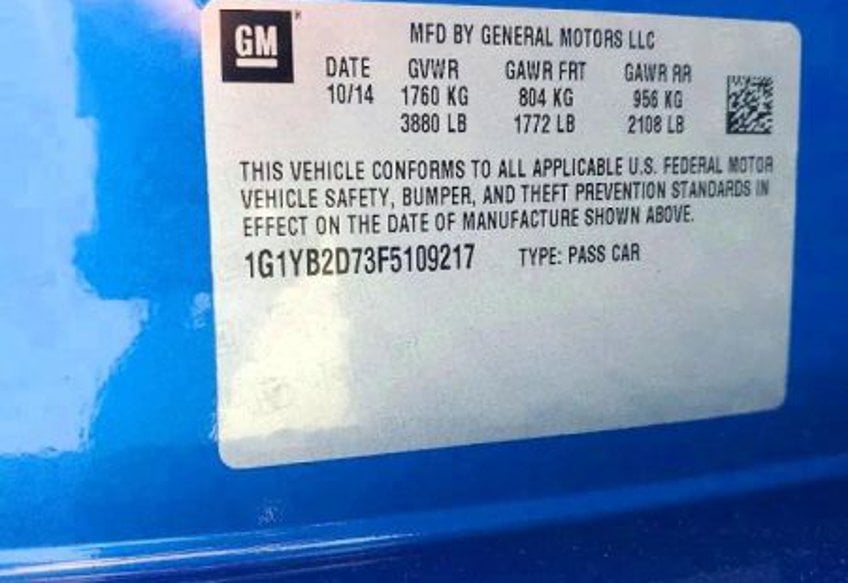 GM
MFD BY GENERAL MOTORS LLC
DATE GVWR GAWR FRT GAWR RR
10/14 1760 KG 804 KG 956 KG
3880 LB 1772 LB 2108 LB
THIS VEHICLE CONFORMS TO ALL APPLICABLE U.S. FEDERAL MOTOR
VEHICLE SAFETY, BUMPER, AND THEFT PREVENTION STANDARDS IN
EFFECT ON THE DATE OF MANUFACTURE SHOWN ABOVE.
1G1YB2D73F5109217 TYPE: PASS CAR